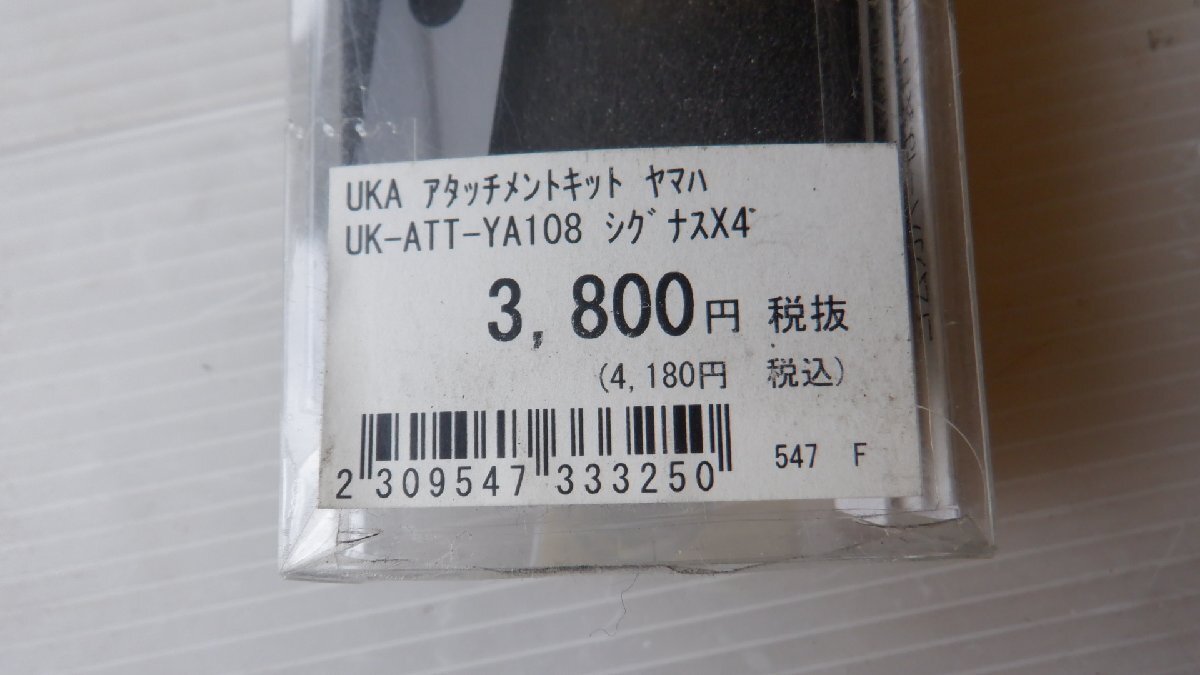 UKA ｱﾀｯﾁﾒﾝﾄｷｯﾄ ﾔﾏﾊ
UK-ATT-YA108 ｼｸﾞﾅｽX4
3,800円 税抜
(4,180円 税込)
2 309547 333250
547 F